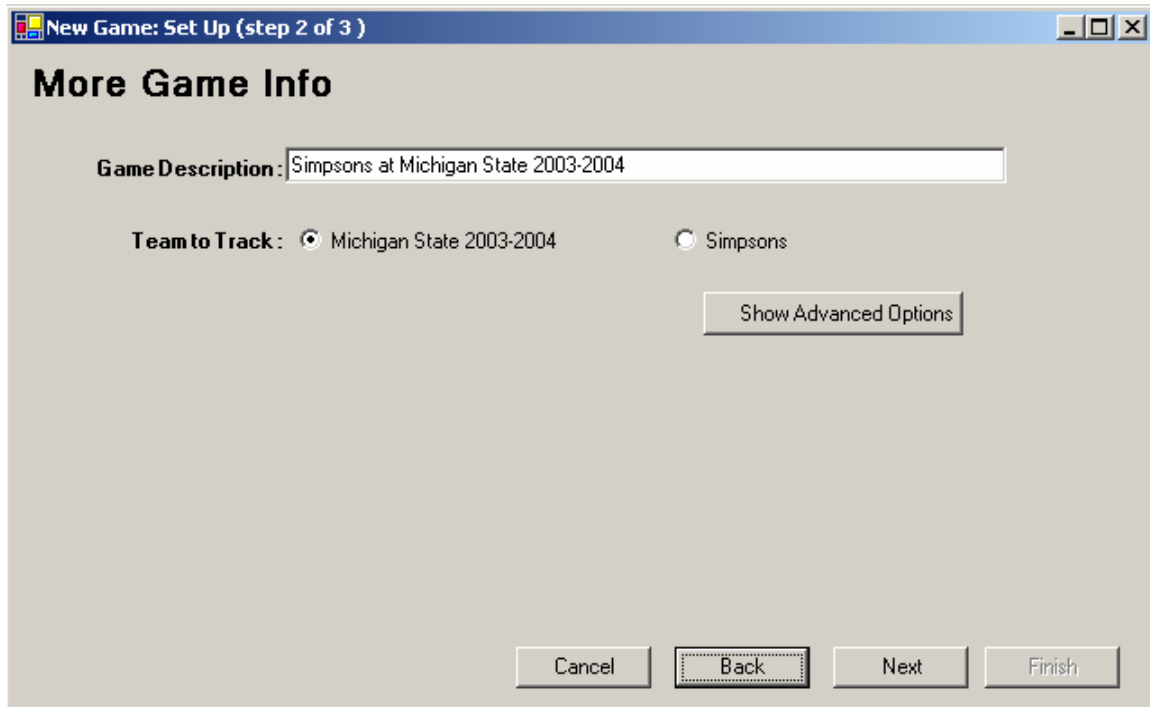 New Game: Set Up (step 2 of 3 )
More Game Info
Game Description : Simpsons at Michigan State 2003-2004
Team to Track : Michigan State 2003-2004 Simpsons
Show Advanced Options
Cancel Back Next Finish